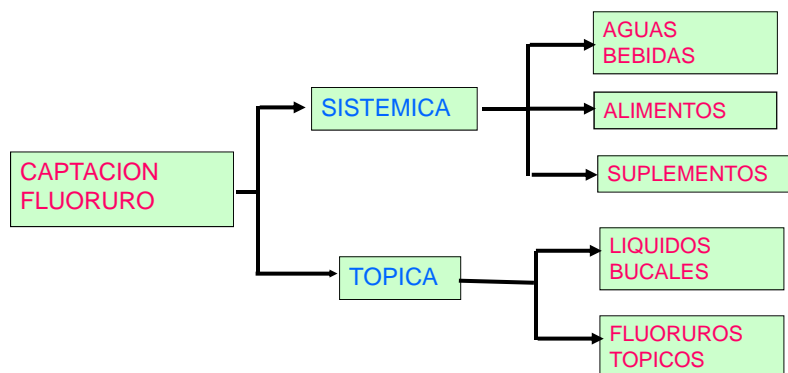 CAPTACION
FLUORURO
SISTEMICA
AGUAS
BEBIDAS
ALIMENTOS
SUPLEMENTOS
TOPICA
LIQUIDOS
BUCALES
FLUORUROS
TOPICOS